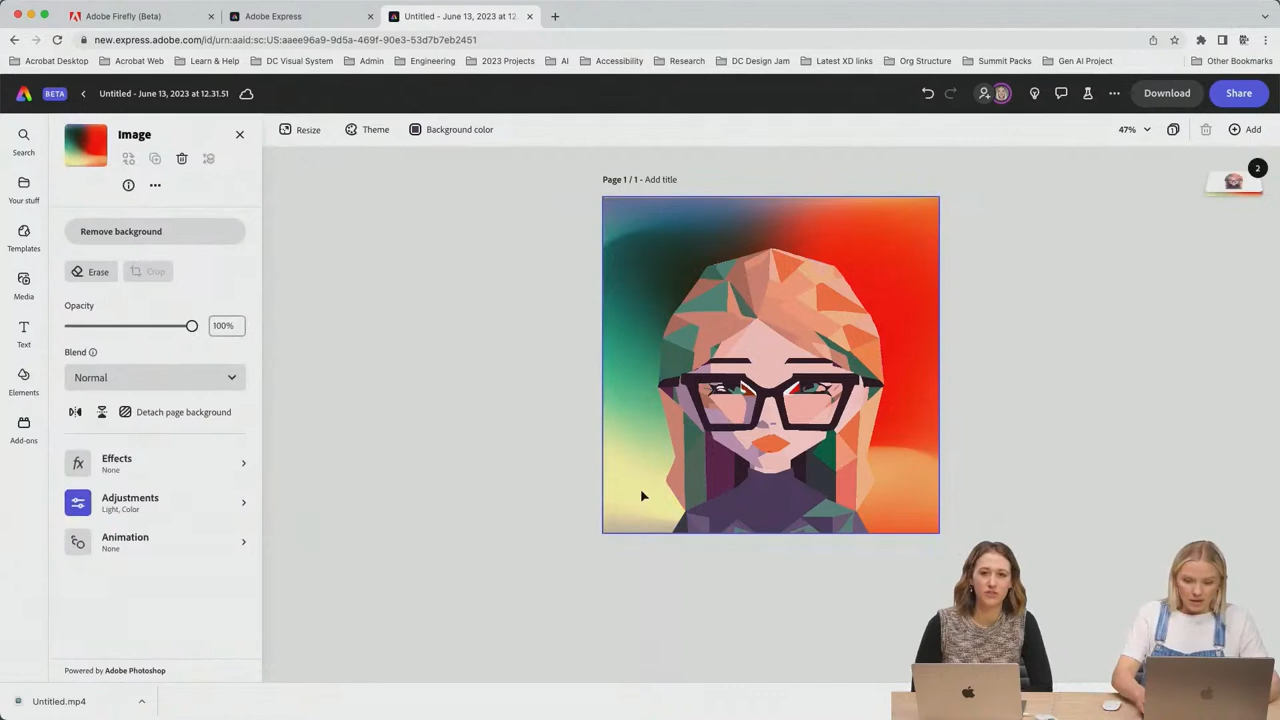 Adobe Firefly (Beta)
Adobe Express
Untitled - June 13, 2023 at 12
new.express.adobe.com/id/urn:aaid:sc:US:aaee96a9-9d5a-469f-90e3-53d7b7eb2451
Acrobat Desktop
Acrobat Web
Learn & Help
DC Visual System
Admin
Engineering
2023 Projects
AI
Accessibility
Research
DC Design Jam
Latest XD links
Org Structure
Summit Packs
Gen AI Project
Other Bookmarks
BETA
Untitled - June 13, 2023 at 12.31.51
Download
Share
Resize
Theme
Background color
47%
1
Add
Search
Your stuff
Templates
Media
Text
Elements
Add-ons
Image
Remove background
Erase
Crop
Opacity
100%
Blend
Normal
Detach page background
fx
Effects
None
Adjustments
Light, Color
Animation
None
Powered by Adobe Photoshop
Page 1 / 1 - Add title
2
Untitled.mp4